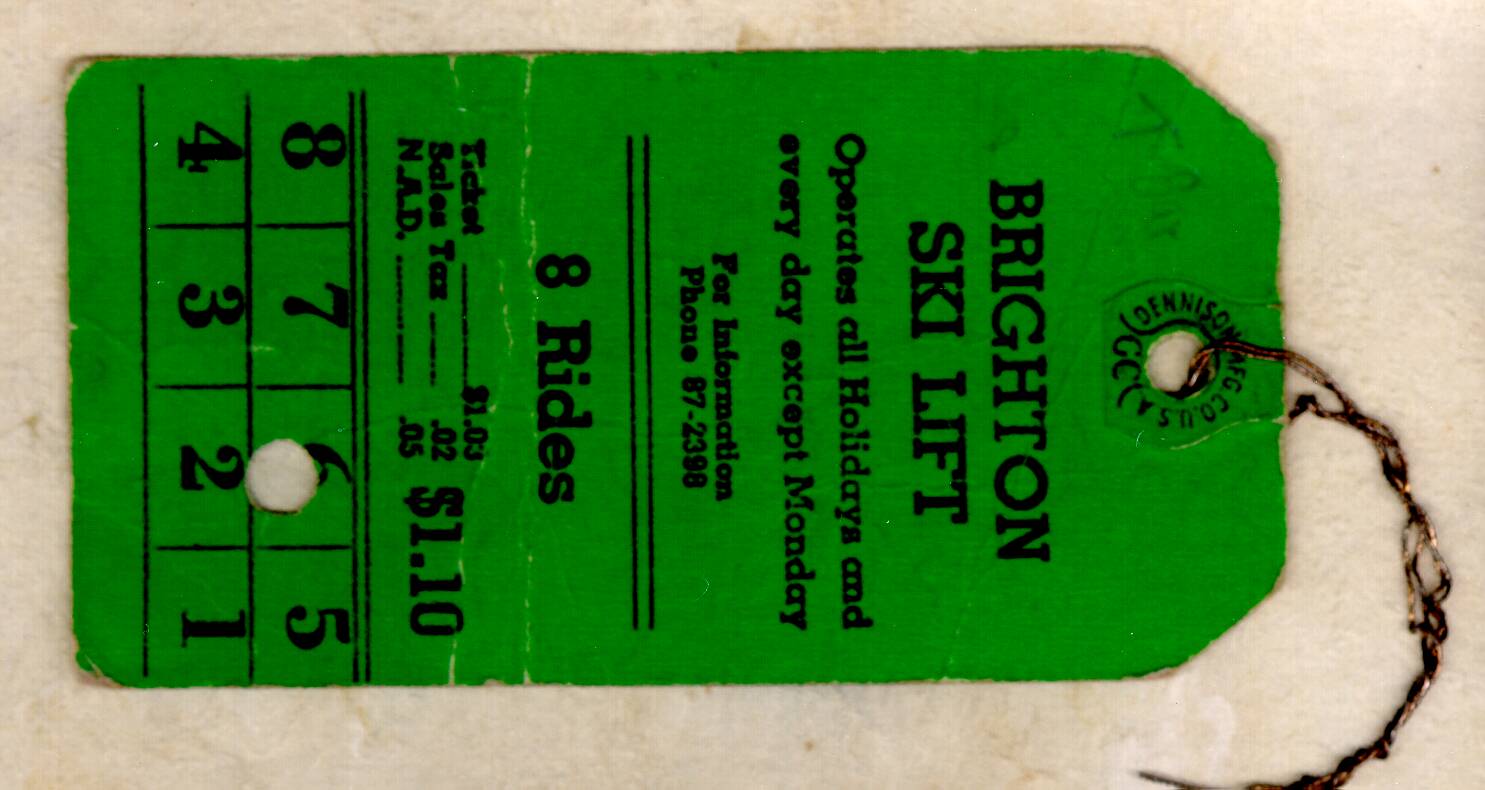 DENNISON MFG. CO. U.S.A.
BRIGHTON
SKI LIFT
Operates all Holidays and
every day except Monday
For Information
Phone 87-2398
8 Rides
Ticket $1.03
Sales Tax .02
N.A.D. .05
$1.10
8 7 6 5
4 3 2 1